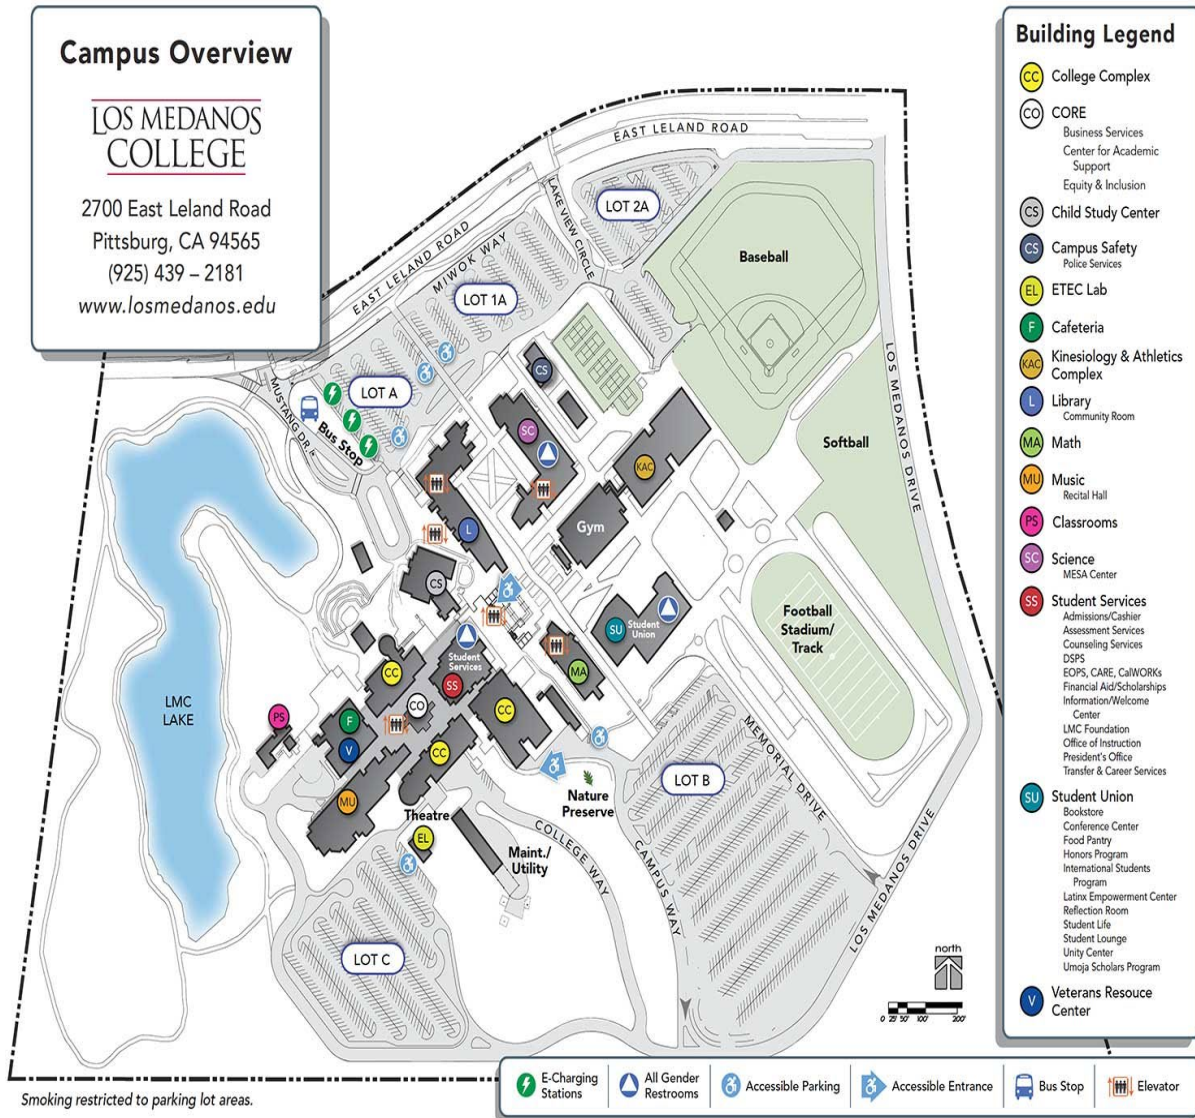 Campus Overview
LOS MEDANOS
COLLEGE
2700 East Leland Road
Pittsburg, CA 94565
(925) 439 – 2181
www.losmedanos.edu
EAST LELAND ROAD
LAKE VIEW CIRCLE
LOT 2A
EAST LELAND ROAD
MIWOK WAY
LOT 1A
Baseball
LOT A
MUSTANG DR.
Bus Stop
CS
SC
KAC
LOS MEDANOS DRIVE
Softball
L
Gym
CS
Football
Stadium/
Track
SU
Student
Union
Student
Services
MA
CC
SS
LMC
LAKE
PS
CO
CC
F
V
CC
MU
LOT B
MEMORIAL DRIVE
Nature
Preserve
Theatre
EL
Maint./
Utility
COLLEGE WAY
CAMPUS WAY
LOS MEDANOS DRIVE
LOT C
north
0 25' 50' 100' 200'
Building Legend
CC College Complex
CO CORE
Business Services
Center for Academic
Support
Equity & Inclusion
CS Child Study Center
CS Campus Safety
Police Services
EL ETEC Lab
F Cafeteria
KAC Kinesiology & Athletics
Complex
L Library
Community Room
MA Math
MU Music
Recital Hall
PS Classrooms
SC Science
MESA Center
SS Student Services
Admissions/Cashier
Assessment Services
Counseling Services
DSPS
EOPS, CARE, CalWORKs
Financial Aid/Scholarships
Information/Welcome
Center
LMC Foundation
Office of Instruction
President's Office
Transfer & Career Services
SU Student Union
Bookstore
Conference Center
Food Pantry
Honors Program
International Students
Program
Latinx Empowerment Center
Reflection Room
Student Life
Student Lounge
Unity Center
Umoja Scholars Program
V Veterans Resouce
Center
E-Charging
Stations
All Gender
Restrooms
Accessible Parking
Accessible Entrance
Bus Stop
Elevator
Smoking restricted to parking lot areas.